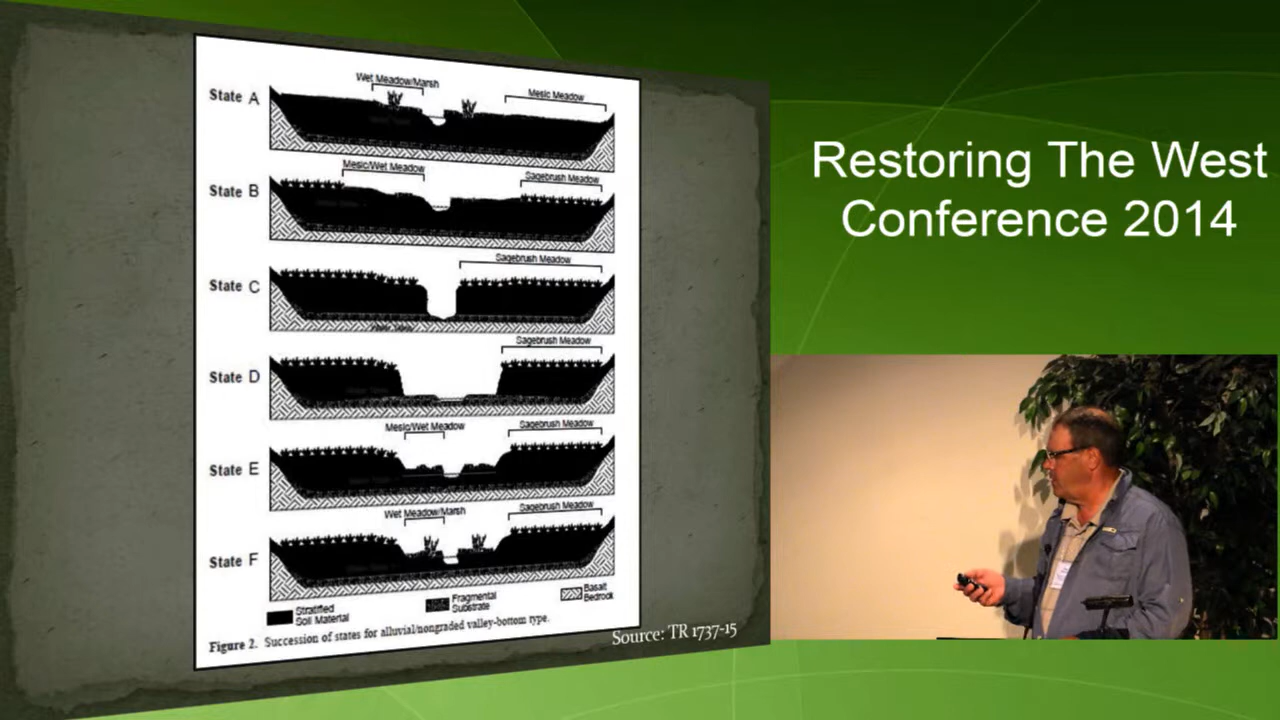 Wet Meadow/Marsh
State A
Mesic Meadow
Mesic/Wet Meadow
Sagebrush Meadow
State B
Sagebrush Meadow
State C
Sagebrush Meadow
State D
Mesic/Wet Meadow
Sagebrush Meadow
State E
Wet Meadow/Marsh
Sagebrush Meadow
State F
Stratified
Soil Material
Fragmental
Substrate
Basalt
Bedrock
Figure 2. Succession of states for alluvial/nongraded valley-bottom type.
Source: TR 1737-15
Restoring The West
Conference 2014